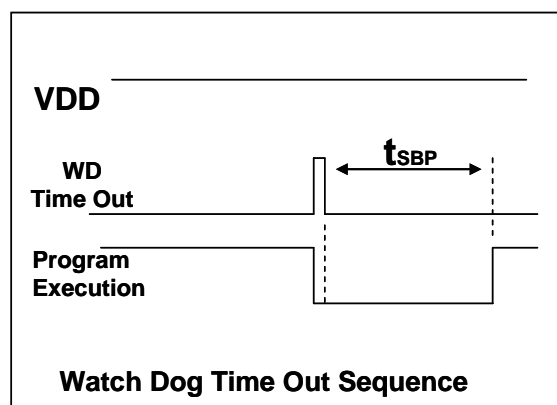 VDD
tSBP
WD
Time Out
Program
Execution
Watch Dog Time Out Sequence